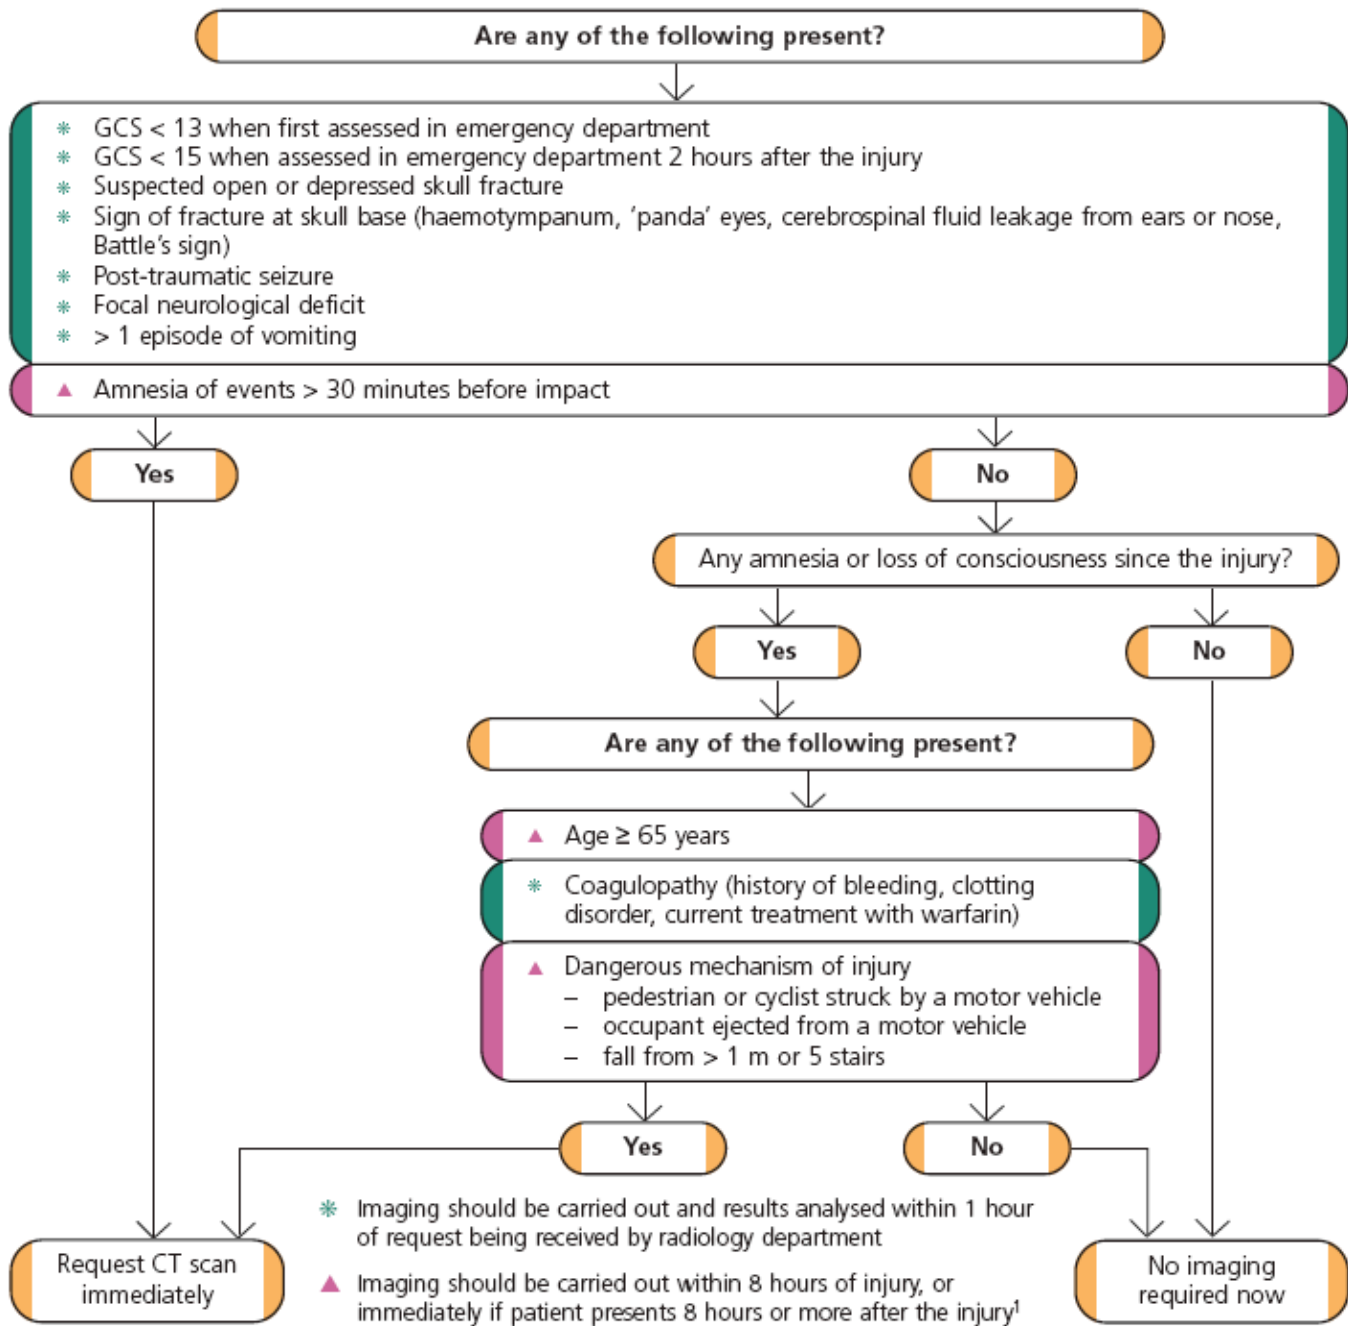 Are any of the following present?
* GCS < 13 when first assessed in emergency department
* GCS < 15 when assessed in emergency department 2 hours after the injury
* Suspected open or depressed skull fracture
* Sign of fracture at skull base (haemotympanum, ‘panda’ eyes, cerebrospinal fluid leakage from ears or nose,
Battle’s sign)
* Post-traumatic seizure
* Focal neurological deficit
* > 1 episode of vomiting
▲ Amnesia of events > 30 minutes before impact
Yes
No
Any amnesia or loss of consciousness since the injury?
Yes
No
Are any of the following present?
▲ Age ≥ 65 years
* Coagulopathy (history of bleeding, clotting
disorder, current treatment with warfarin)
▲ Dangerous mechanism of injury
– pedestrian or cyclist struck by a motor vehicle
– occupant ejected from a motor vehicle
– fall from > 1 m or 5 stairs
Yes
No
* Imaging should be carried out and results analysed within 1 hour
of request being received by radiology department
▲ Imaging should be carried out within 8 hours of injury, or
immediately if patient presents 8 hours or more after the injury¹
Request CT scan
immediately
No imaging
required now